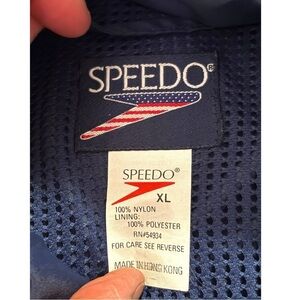 SPEEDO®
SPEEDO®
XL
100% NYLON
LINING:
100% POLYESTER
RN#54934
FOR CARE SEE REVERSE
MADE IN HONG KONG